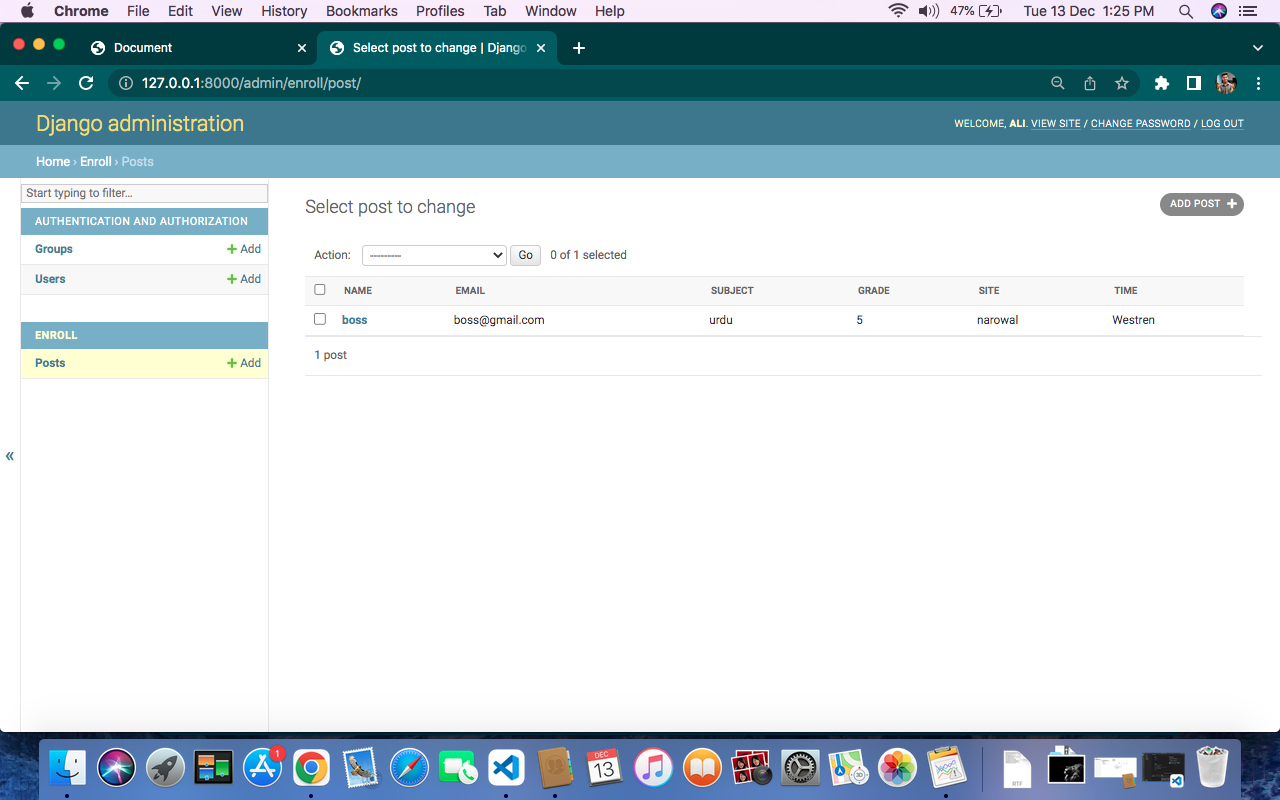 Chrome File Edit View History Bookmarks Profiles Tab Window Help 47% Tue 13 Dec 1:25 PM
Document Select post to change | Django
127.0.0.1:8000/admin/enroll/post/
Django administration
WELCOME, ALI. VIEW SITE / CHANGE PASSWORD / LOG OUT
Home › Enroll › Posts
Start typing to filter...
AUTHENTICATION AND AUTHORIZATION
Groups + Add
Users + Add
ENROLL
Posts + Add
«
Select post to change
ADD POST +
Action: --------- Go 0 of 1 selected
NAME EMAIL SUBJECT GRADE SITE TIME
boss boss@gmail.com urdu 5 narowal Westren
1 post
1
DEC
13
RTF